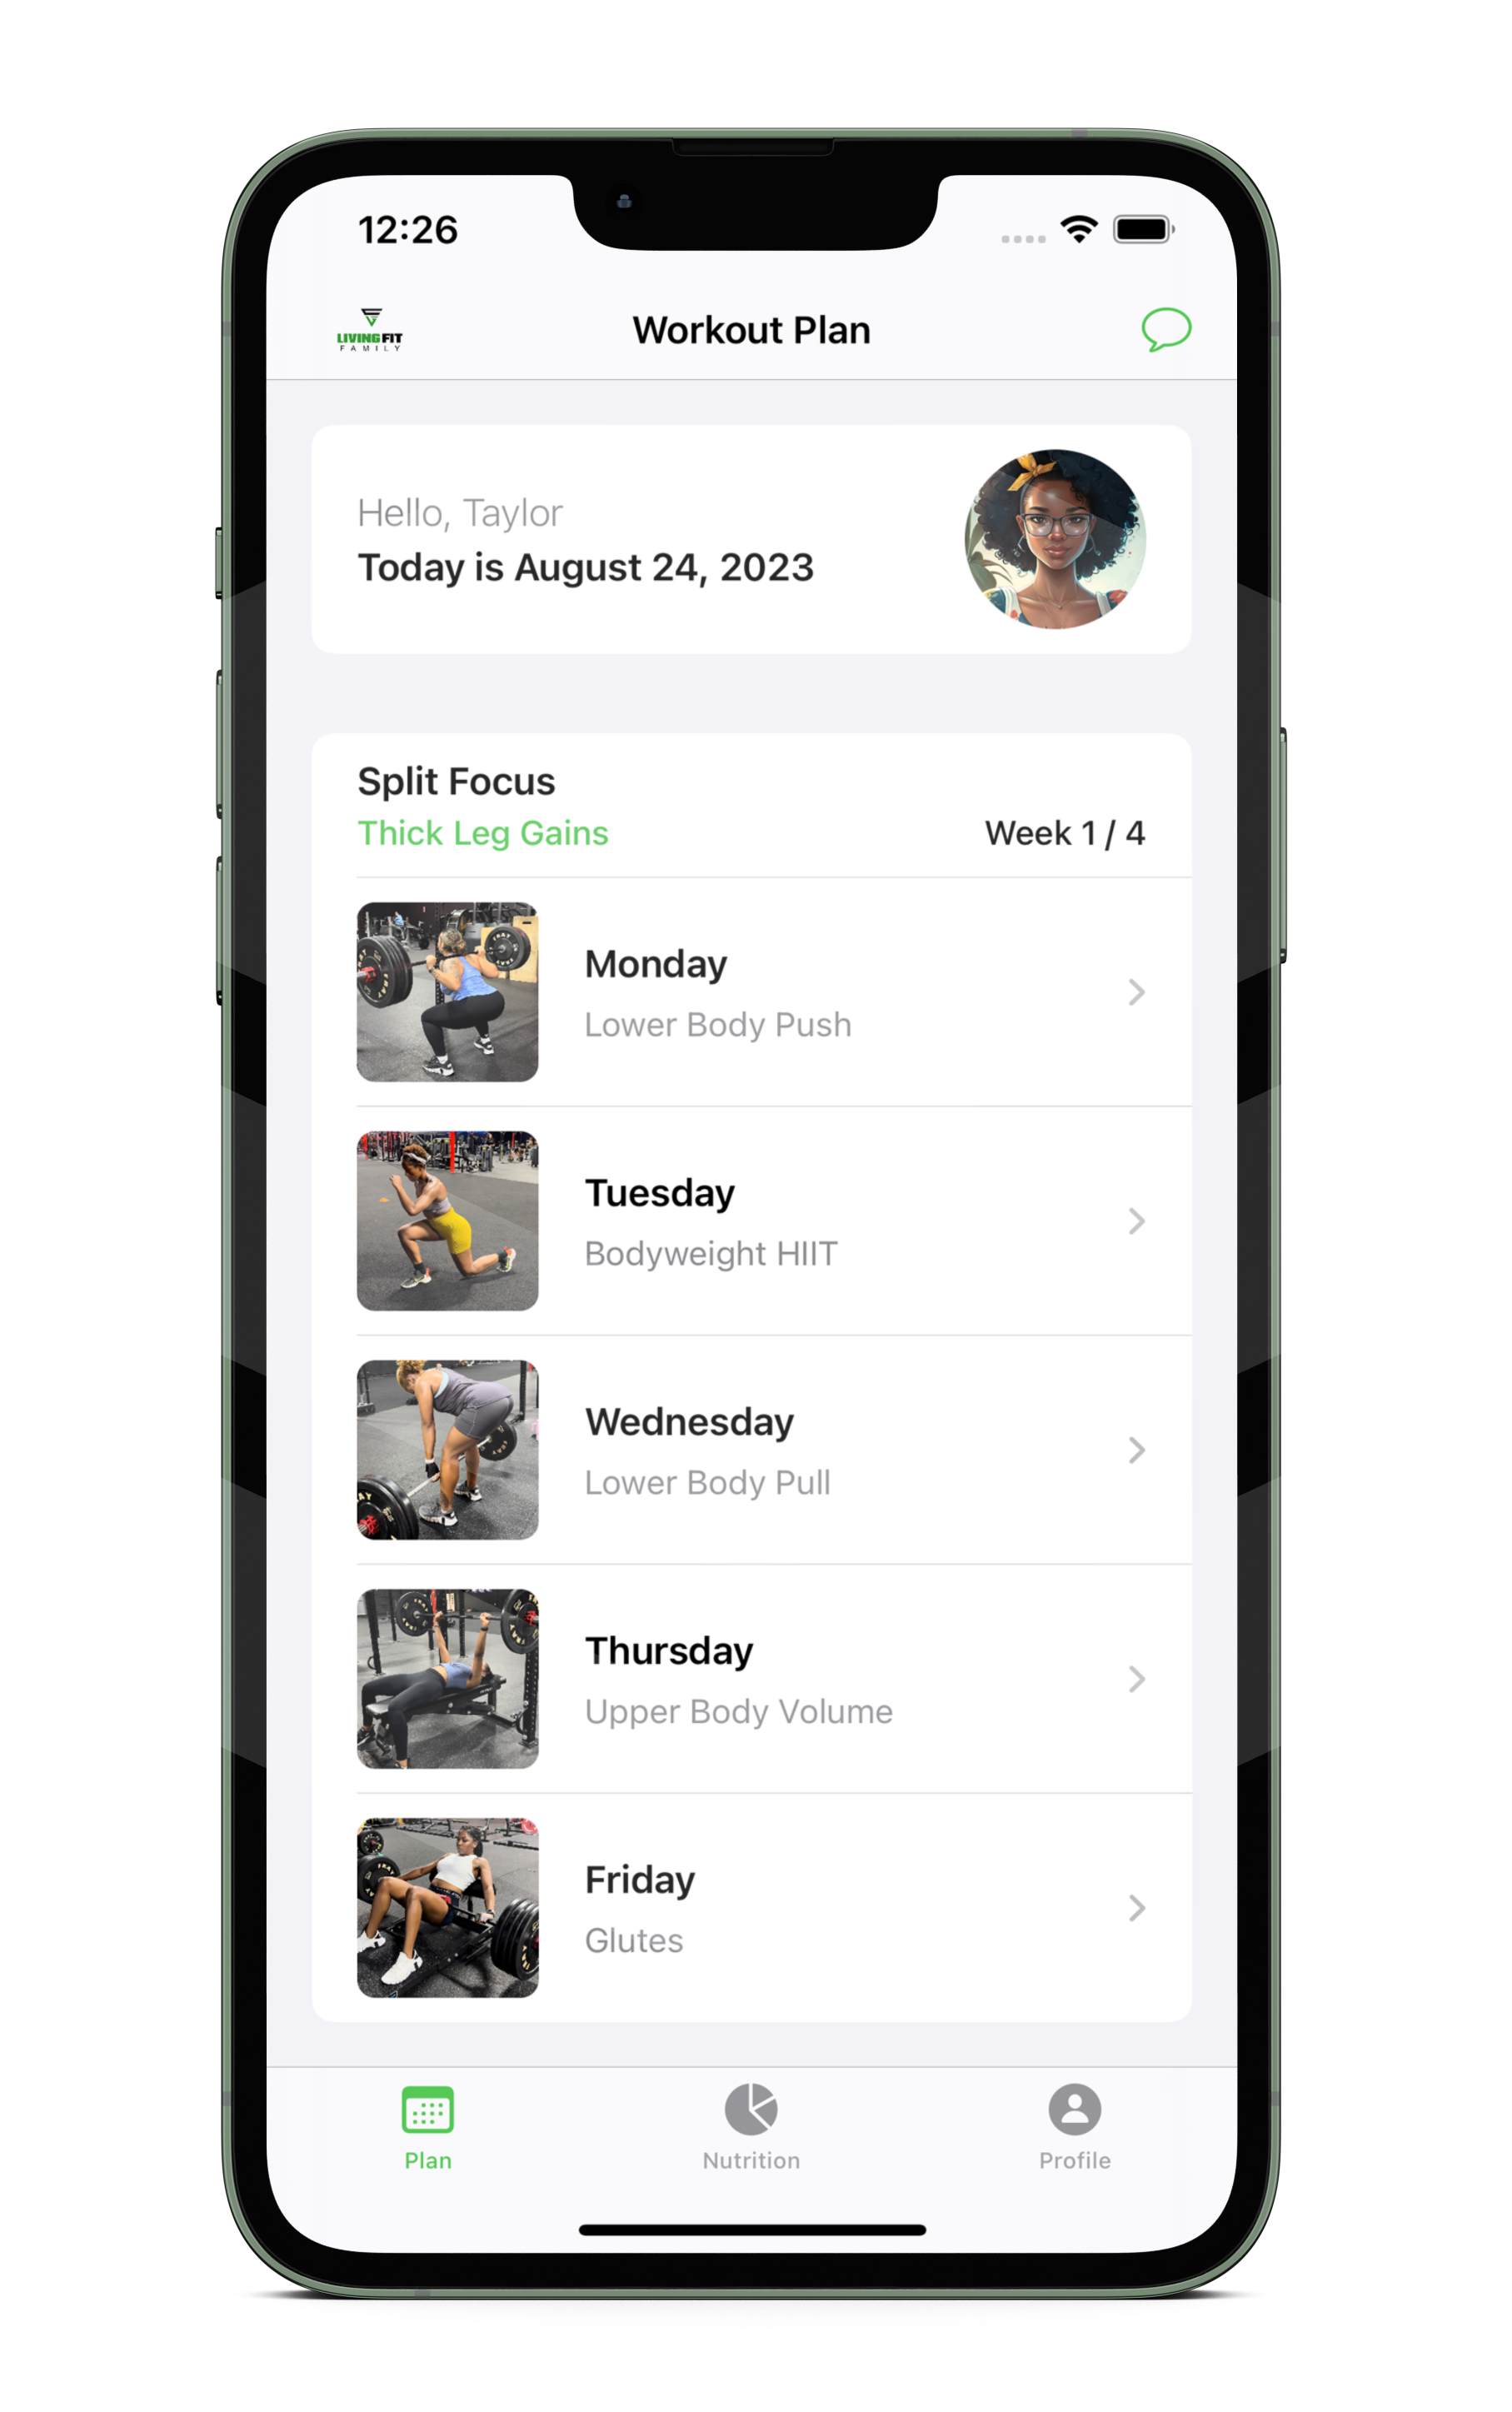 12:26
LIVINGFIT
FAMILY
Workout Plan
Hello, Taylor
Today is August 24, 2023
Split Focus
Thick Leg Gains
Week 1 / 4
Monday
Lower Body Push
Tuesday
Bodyweight HIIT
Wednesday
Lower Body Pull
Thursday
Upper Body Volume
Friday
Glutes
Plan
Nutrition
Profile